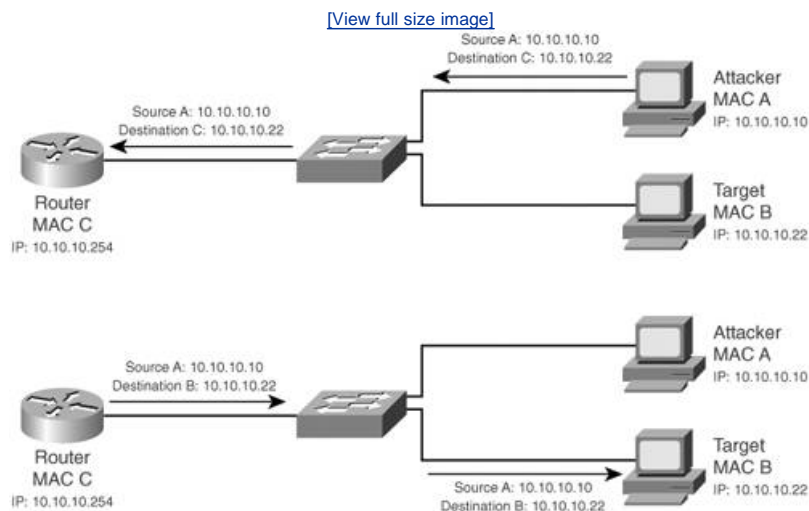 [View full size image]
Source A: 10.10.10.10
Destination C: 10.10.10.22
Attacker
MAC A
IP: 10.10.10.10
Source A: 10.10.10.10
Destination C: 10.10.10.22
Router
MAC C
IP: 10.10.10.254
Target
MAC B
IP: 10.10.10.22
Attacker
MAC A
IP: 10.10.10.10
Source A: 10.10.10.10
Destination B: 10.10.10.22
Router
MAC C
IP: 10.10.10.254
Target
MAC B
IP: 10.10.10.22
Source A: 10.10.10.10
Destination B: 10.10.10.22